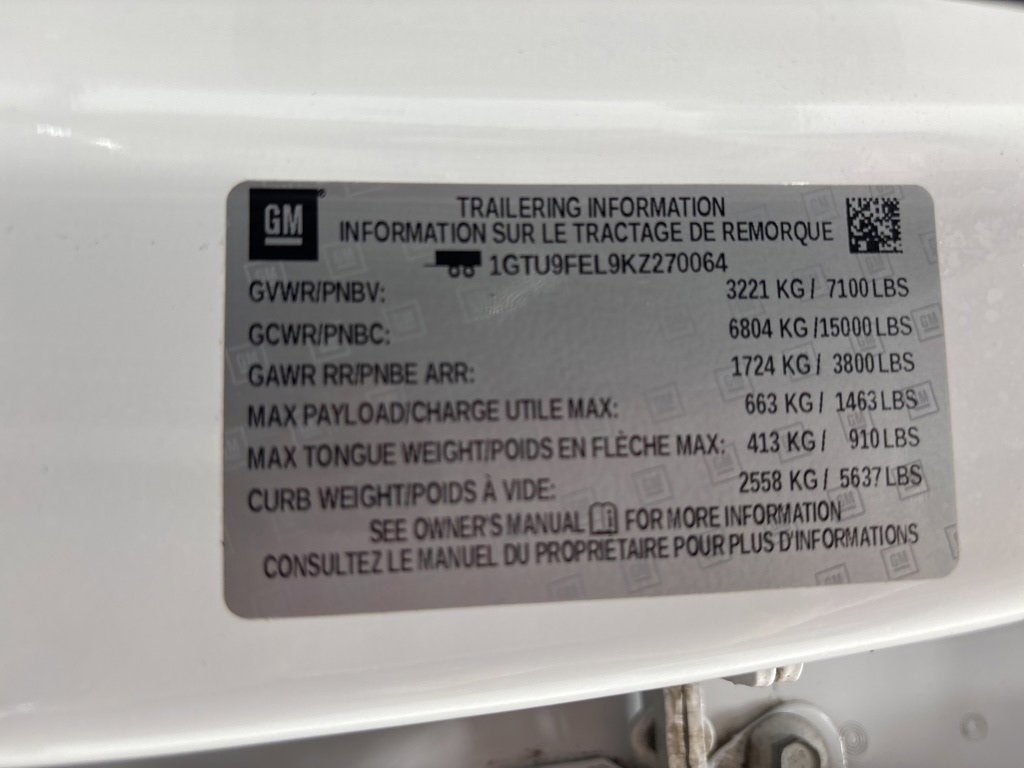 GM
TRAILERING INFORMATION
INFORMATION SUR LE TRACTAGE DE REMORQUE
1GTU9FEL9KZ270064
GVWR/PNBV: 3221 KG / 7100 LBS
GCWR/PNBC: 6804 KG /15000 LBS
GAWR RR/PNBE ARR: 1724 KG / 3800 LBS
MAX PAYLOAD/CHARGE UTILE MAX: 663 KG / 1463 LBS
MAX TONGUE WEIGHT/POIDS EN FLÈCHE MAX: 413 KG / 910 LBS
CURB WEIGHT/POIDS À VIDE: 2558 KG / 5637 LBS
SEE OWNER'S MANUAL FOR MORE INFORMATION
CONSULTEZ LE MANUEL DU PROPRIÉTAIRE POUR PLUS D'INFORMATIONS